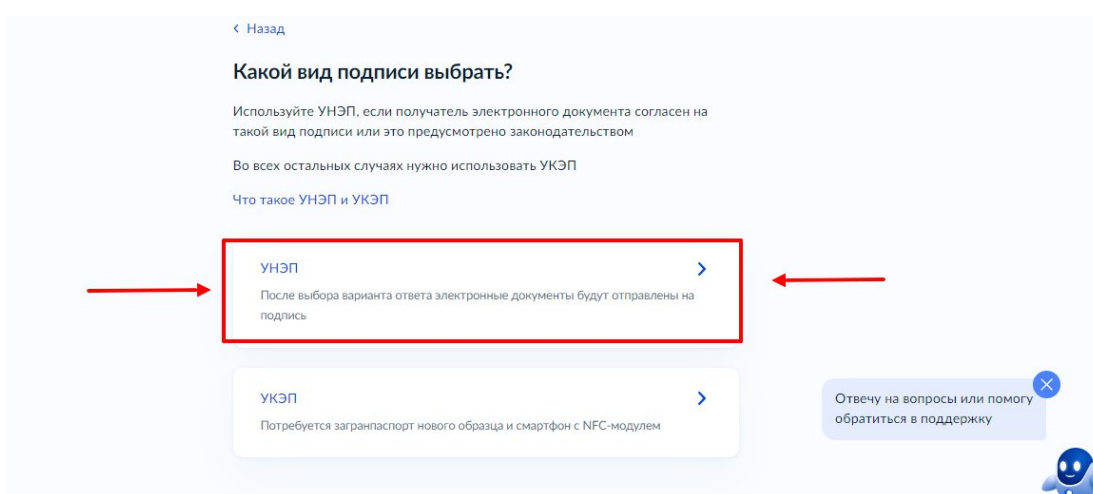 Назад
Какой вид подписи выбрать?
Используйте УНЭП, если получатель электронного документа согласен на
такой вид подписи или это предусмотрено законодательством
Во всех остальных случаях нужно использовать УКЭП
Что такое УНЭП и УКЭП
УНЭП
После выбора варианта ответа электронные документы будут отправлены на
подпись
УКЭП
Потребуется загранпаспорт нового образца и смартфон с NFC-модулем
Отвечу на вопросы или помогу
обратиться в поддержку